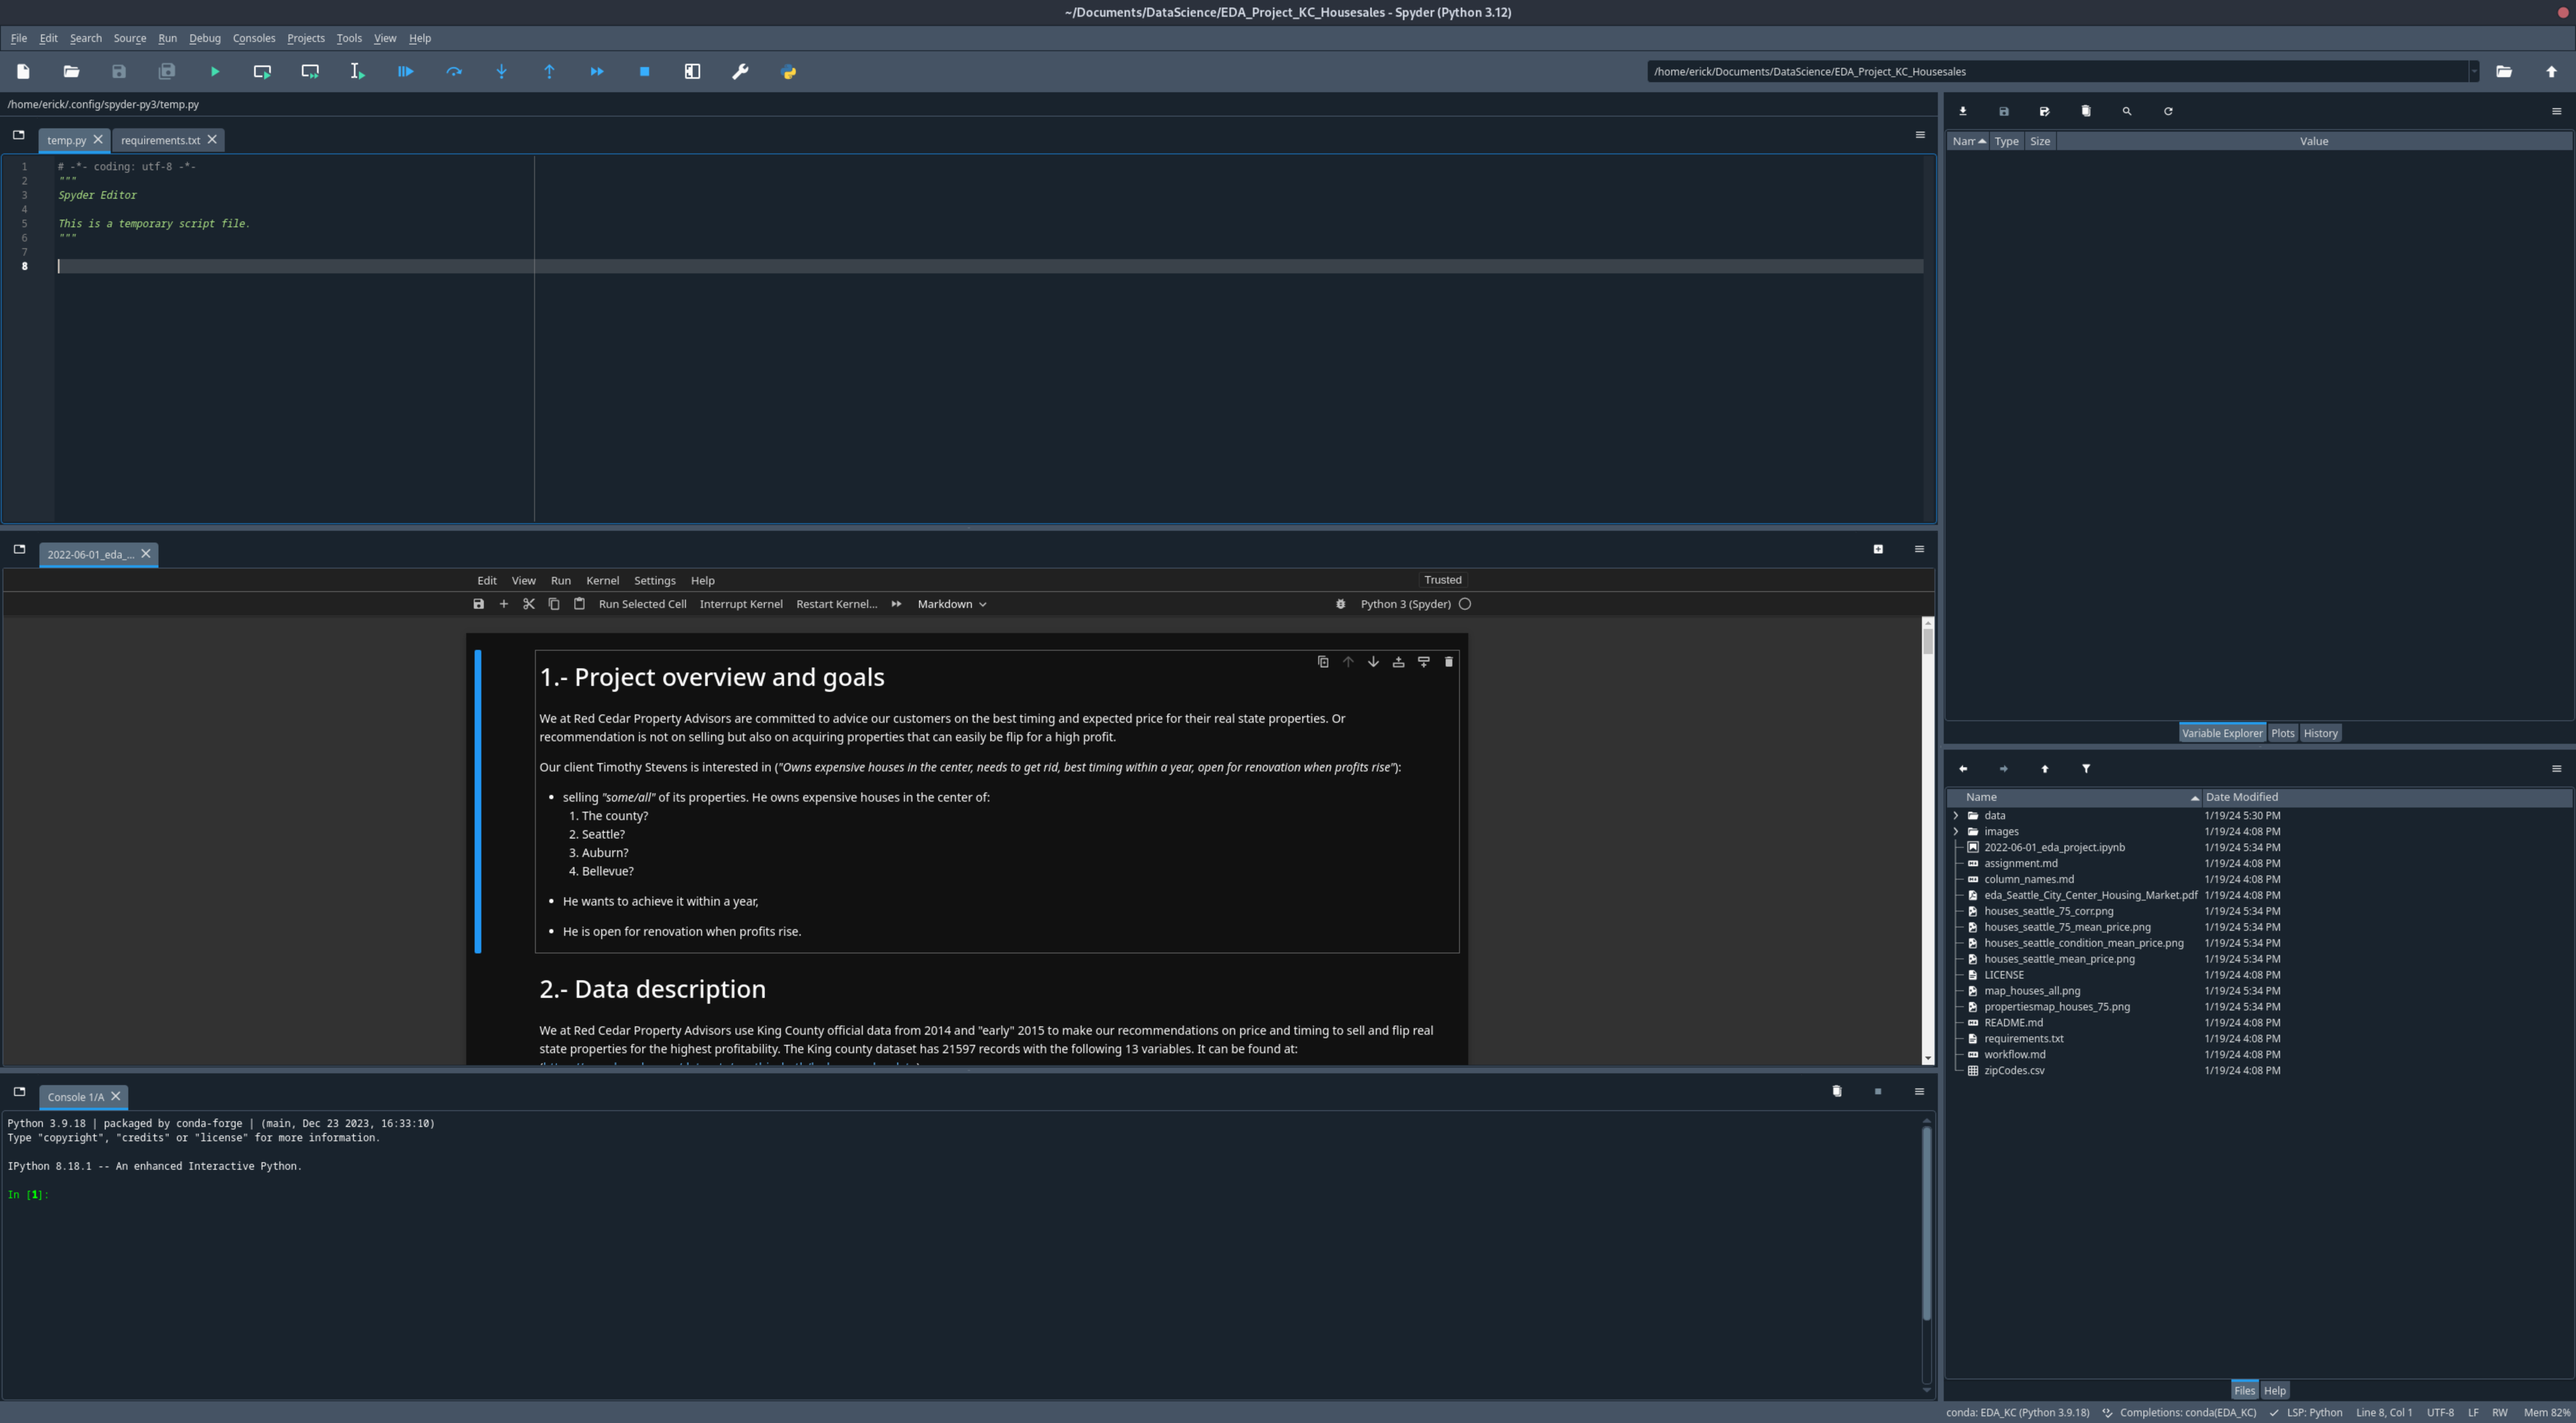 ~/Documents/DataScience/EDA_Project_KC_Housesales - Spyder (Python 3.12)
File Edit Search Source Run Debug Consoles Projects Tools View Help
/home/erick/Documents/DataScience/EDA_Project_KC_Housesales
/home/erick/.config/spyder-py3/temp.py
temp.py requirements.txt
1 # -*- coding: utf-8 -*-
2 """
3 Spyder Editor
4
5 This is a temporary script file.
6 """
7
8
2022-06-01_eda_...
Edit View Run Kernel Settings Help Trusted
Run Selected Cell Interrupt Kernel Restart Kernel... Markdown Python 3 (Spyder)
1.- Project overview and goals
We at Red Cedar Property Advisors are committed to advice our customers on the best timing and expected price for their real state properties. Or
recommendation is not on selling but also on acquiring properties that can easily be flip for a high profit.
Our client Timothy Stevens is interested in ("Owns expensive houses in the center, needs to get rid, best timing within a year, open for renovation when profits rise"):
• selling "some/all" of its properties. He owns expensive houses in the center of:
1. The county?
2. Seattle?
3. Auburn?
4. Bellevue?
• He wants to achieve it within a year,
• He is open for renovation when profits rise.
2.- Data description
We at Red Cedar Property Advisors use King County official data from 2014 and "early" 2015 to make our recommendations on price and timing to sell and flip real
state properties for the highest profitability. The King county dataset has 21597 records with the following 13 variables. It can be found at:
Console 1/A
Python 3.9.18 | packaged by conda-forge | (main, Dec 23 2023, 16:33:10)
Type "copyright", "credits" or "license" for more information.
IPython 8.18.1 -- An enhanced Interactive Python.
In [1]:
Nam Type Size Value
Variable Explorer Plots History
Name Date Modified
data 1/19/24 5:30 PM
images 1/19/24 4:08 PM
2022-06-01_eda_project.ipynb 1/19/24 5:34 PM
assignment.md 1/19/24 4:08 PM
column_names.md 1/19/24 4:08 PM
eda_Seattle_City_Center_Housing_Market.pdf 1/19/24 4:08 PM
houses_seattle_75_corr.png 1/19/24 5:34 PM
houses_seattle_75_mean_price.png 1/19/24 5:34 PM
houses_seattle_condition_mean_price.png 1/19/24 5:34 PM
houses_seattle_mean_price.png 1/19/24 5:34 PM
LICENSE 1/19/24 4:08 PM
map_houses_all.png 1/19/24 5:34 PM
propertiesmap_houses_75.png 1/19/24 5:34 PM
README.md 1/19/24 4:08 PM
requirements.txt 1/19/24 4:08 PM
workflow.md 1/19/24 4:08 PM
zipCodes.csv 1/19/24 4:08 PM
Files Help
conda: EDA_KC (Python 3.9.18) Completions: conda(EDA_KC) LSP: Python Line 8, Col 1 UTF-8 LF RW Mem 82%